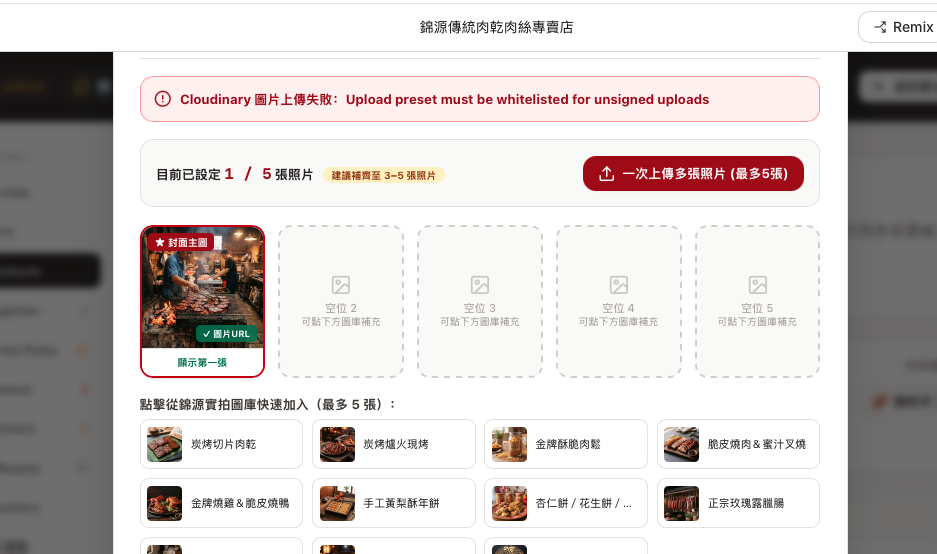 錦源傳統肉乾肉絲專賣店
Remix
Cloudinary 圖片上傳失敗：Upload preset must be whitelisted for unsigned uploads
目前已設定 1 / 5 張照片 建議補齊至 3–5 張照片
一次上傳多張照片 (最多5張)
封面主圖
圖片URL
顯示第一張
空位 2
可點下方圖庫補充
空位 3
可點下方圖庫補充
空位 4
可點下方圖庫補充
空位 5
可點下方圖庫補充
點擊從錦源實拍圖庫快速加入（最多 5 張）：
炭烤切片肉乾
炭烤爐火現烤
金牌酥脆肉鬆
脆皮燒肉＆蜜汁叉燒
金牌燒雞＆脆皮燒鴨
手工黃梨酥年餅
杏仁餅 / 花生餅 / ...
正宗玫瑰露臘腸